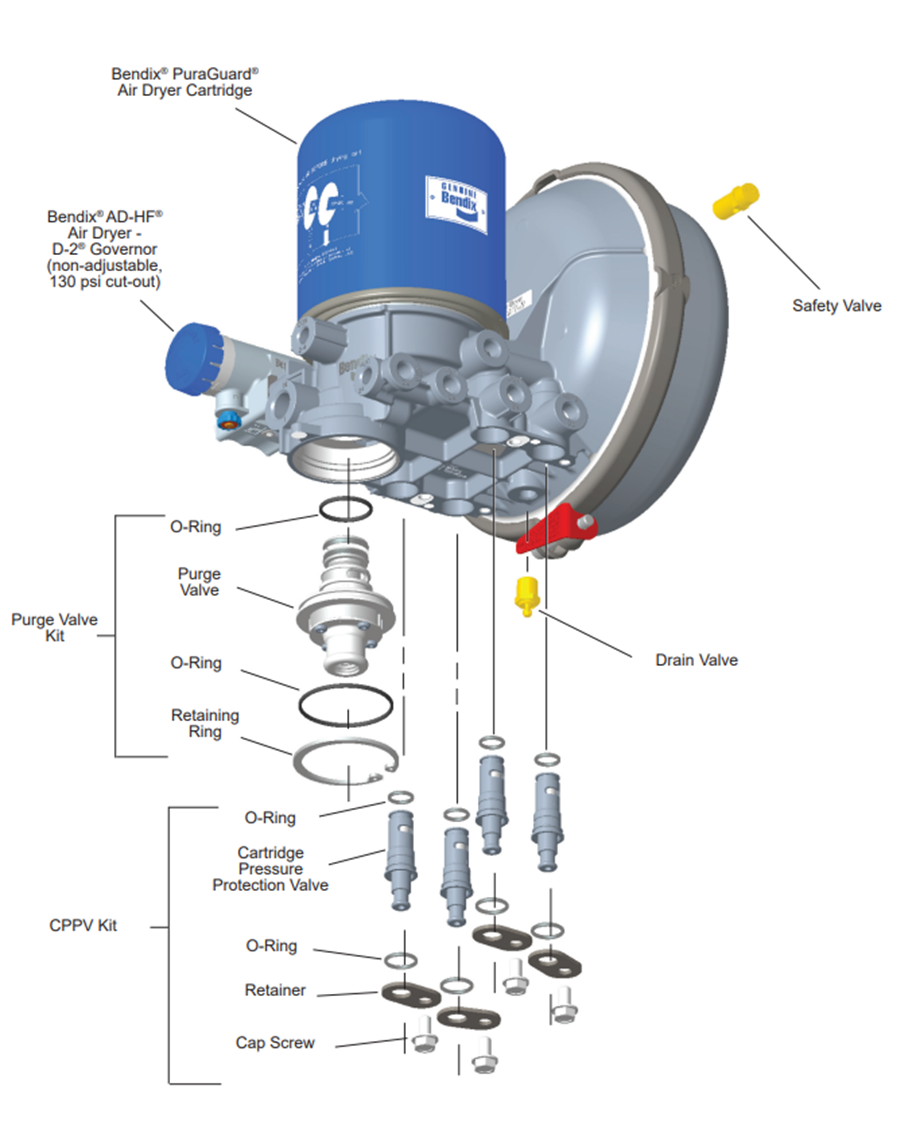 Bendix® PuraGuard®
Air Dryer Cartridge
GENUINE
Bendix
Bendix® AD-HF®
Air Dryer -
D-2® Governor
(non-adjustable,
130 psi cut-out)
Safety Valve
Bendix
O-Ring
Purge
Valve
Purge Valve
Kit
O-Ring
Drain Valve
Retaining
Ring
O-Ring
Cartridge
Pressure
Protection Valve
CPPV Kit
O-Ring
Retainer
Cap Screw